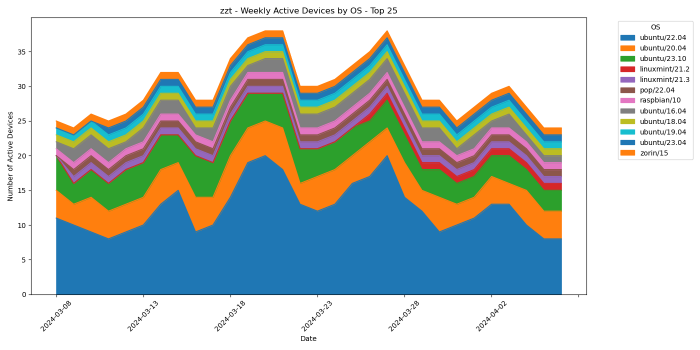 zzt - Weekly Active Devices by OS - Top 25
OS
ubuntu/22.04
ubuntu/20.04
ubuntu/23.10
linuxmint/21.2
linuxmint/21.3
pop/22.04
raspbian/10
ubuntu/16.04
ubuntu/18.04
ubuntu/19.04
ubuntu/23.04
zorin/15
Number of Active Devices
35
30
25
20
15
10
5
0
2024-03-08
2024-03-13
2024-03-18
2024-03-23
2024-03-28
2024-04-02
Date